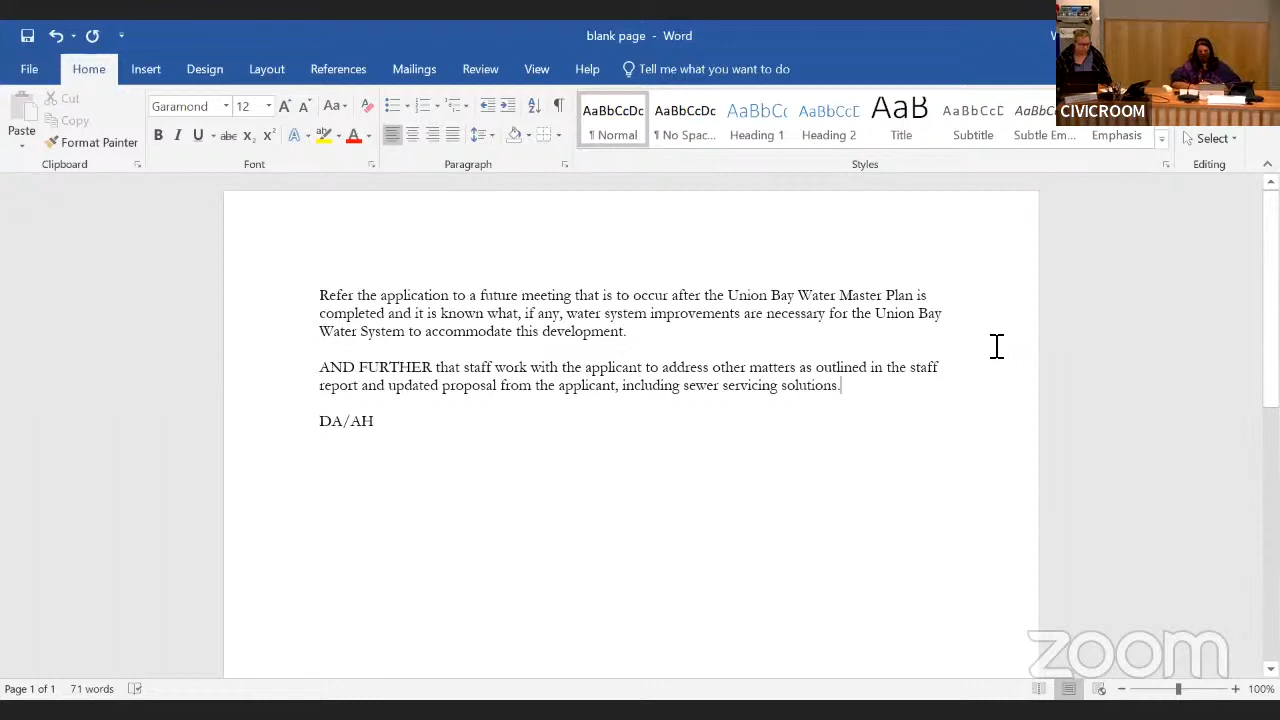 blank page - Word
W
File Home Insert Design Layout References Mailings Review View Help Tell me what you want to do
CIVICROOM
Paste
Cut
Copy
Format Painter
Garamond 12
Aa
B I U abc x₂ x²
A A
¶
AaBbCcDc AaBbCcDc AaBbCc AaBbCcE AaB AaBbCcD
¶ Normal ¶ No Spac... Heading 1 Heading 2 Title Subtitle Subtle Em... Emphasis
Select
Clipboard Font Paragraph Styles Editing
Refer the application to a future meeting that is to occur after the Union Bay Water Master Plan is
completed and it is known what, if any, water system improvements are necessary for the Union Bay
Water System to accommodate this development.
AND FURTHER that staff work with the applicant to address other matters as outlined in the staff
report and updated proposal from the applicant, including sewer servicing solutions.
DA/AH
zoom
Page 1 of 1 71 words
100%